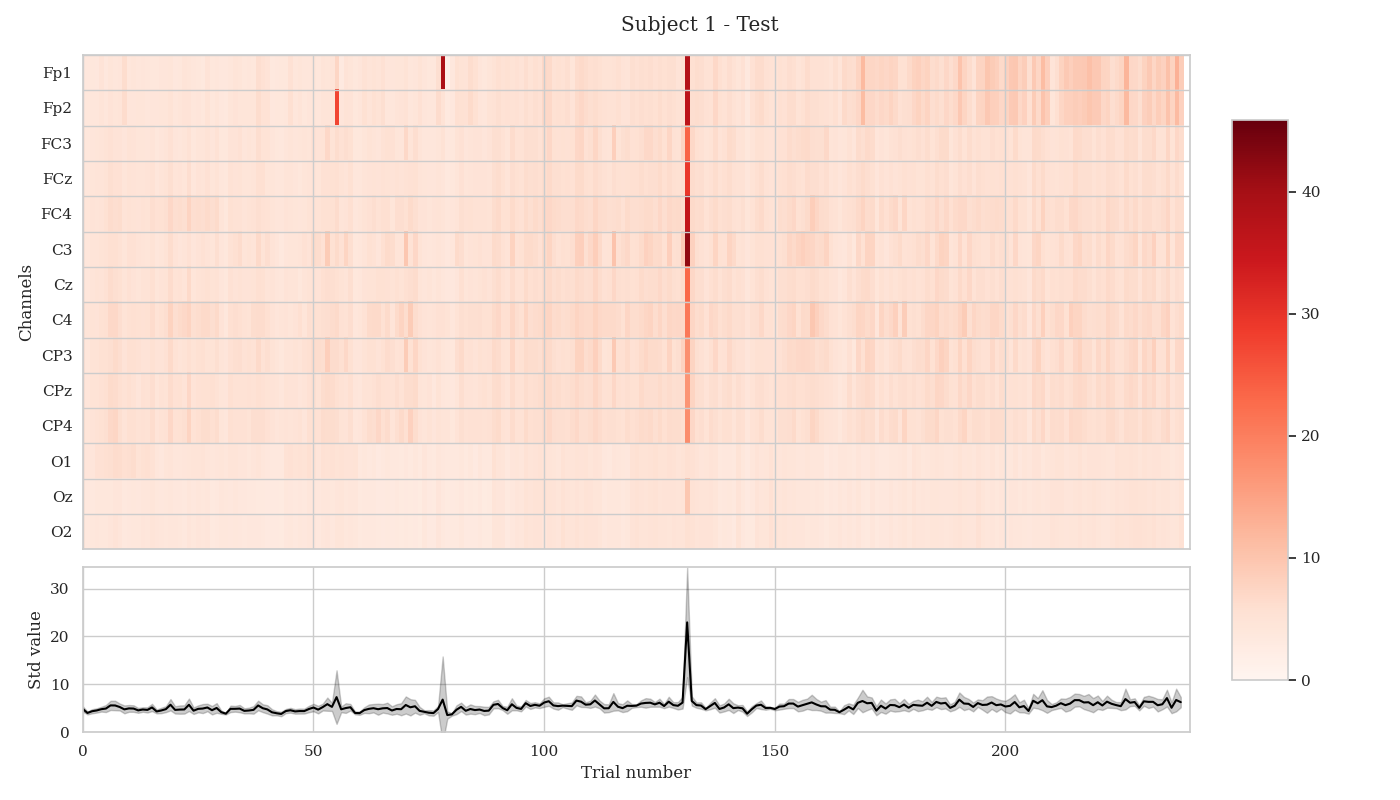 Subject 1 - Test
Channels
Fp1
Fp2
FC3
FCz
FC4
C3
Cz
C4
CP3
CPz
CP4
O1
Oz
O2
40
30
20
10
0
Std value
30
20
10
0
0 50 100 150 200
Trial number